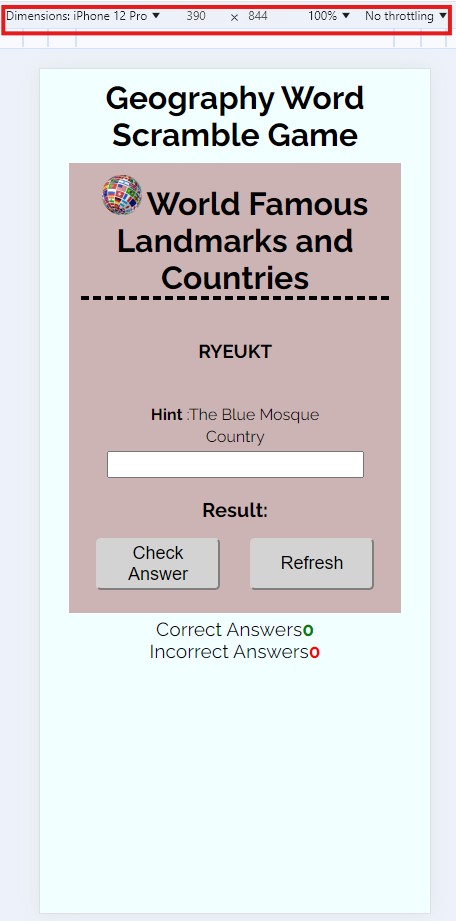 Dimensions: iPhone 12 Pro ▼ 390 × 844 100% ▼ No throttling ▼
Geography Word
Scramble Game
World Famous
Landmarks and
Countries
RYEUKT
Hint :The Blue Mosque
Country
Result:
Check
Answer
Refresh
Correct Answers0
Incorrect Answers0